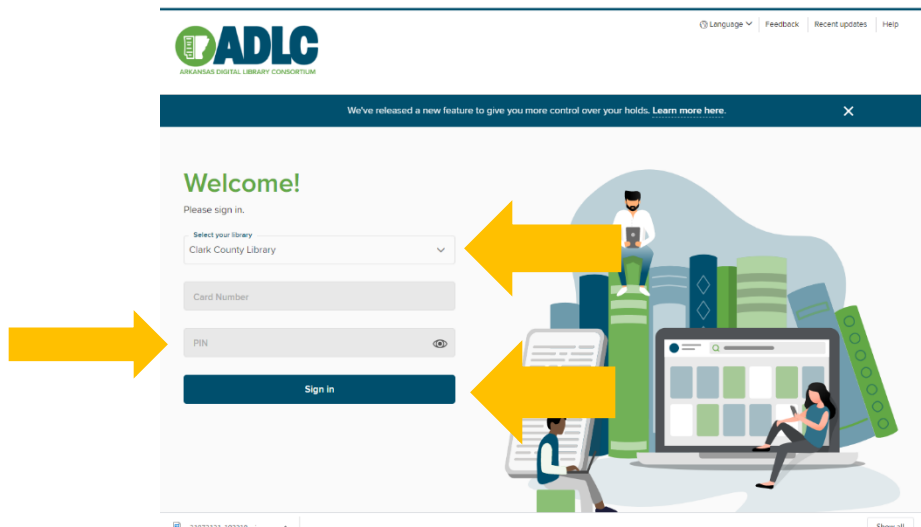 Language
Feedback
Recent updates
Help
ADLC
ARKANSAS DIGITAL LIBRARY CONSORTIUM
We've released a new feature to give you more control over your holds. Learn more here.
Welcome!
Please sign in.
Select your library
Clark County Library
Card Number
PIN
Sign in
Show all